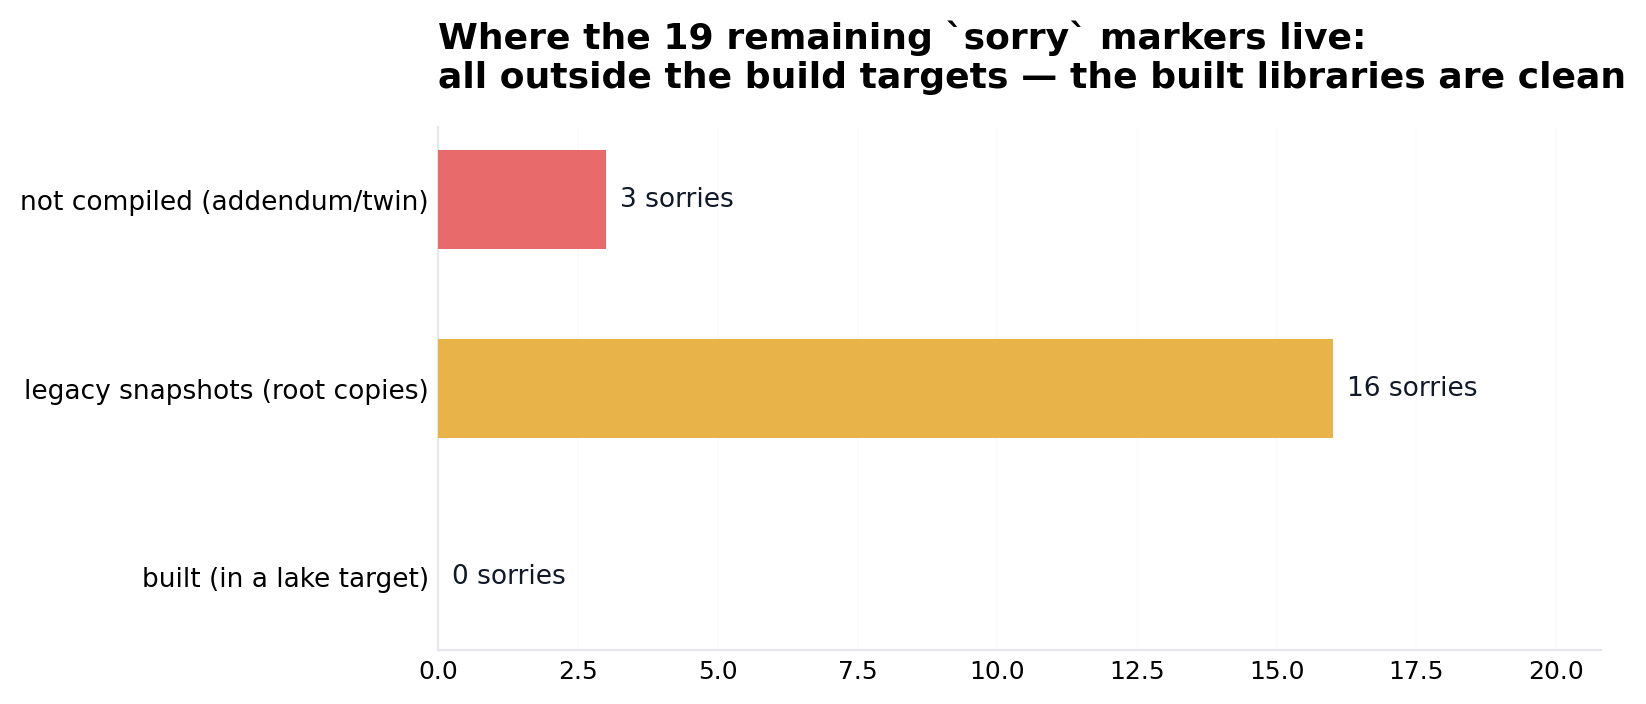 Where the 19 remaining `sorry` markers live:
all outside the build targets — the built libraries are clean
not compiled (addendum/twin)
3 sorries
legacy snapshots (root copies)
16 sorries
built (in a lake target)
0 sorries
0.0 2.5 5.0 7.5 10.0 12.5 15.0 17.5 20.0